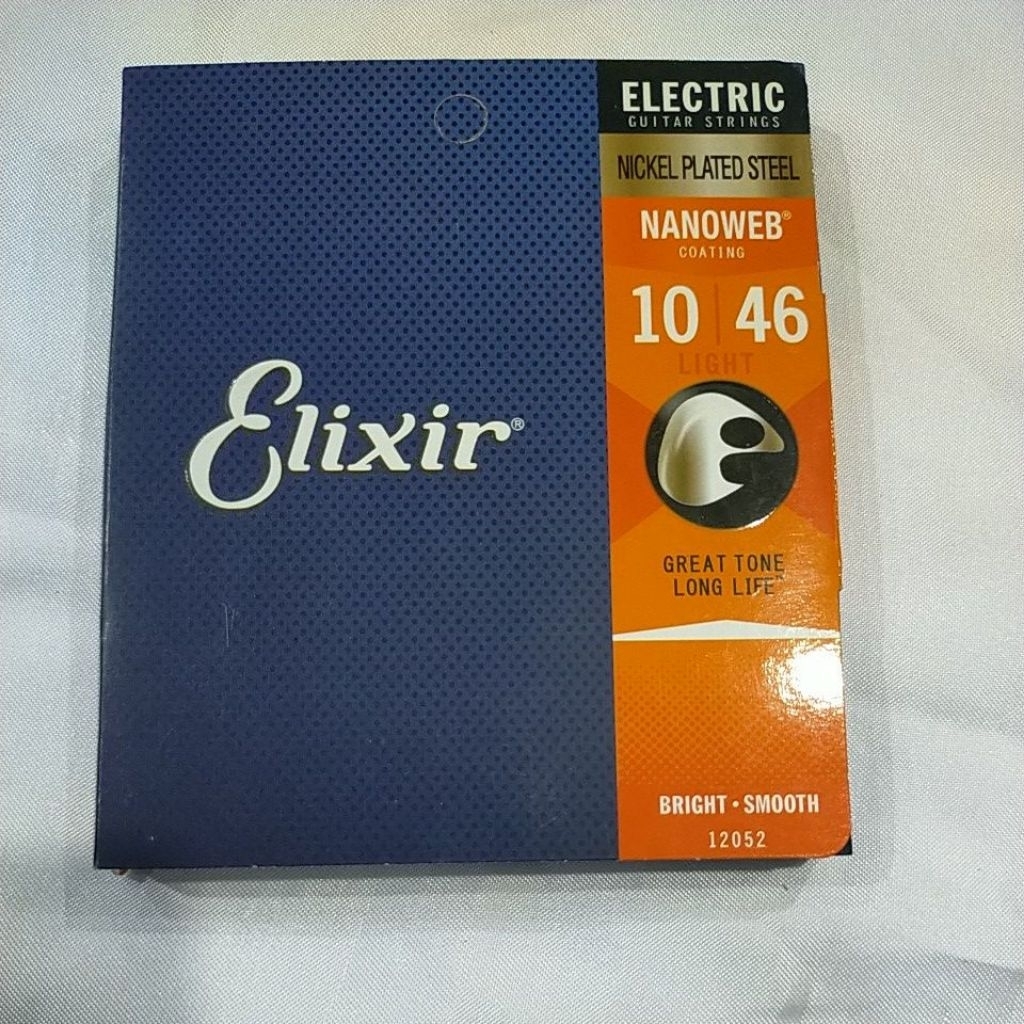 ELECTRIC
GUITAR STRINGS
NICKEL PLATED STEEL
NANOWEB®
COATING
10 | 46
LIGHT
Elixir®
GREAT TONE
LONG LIFE™
BRIGHT • SMOOTH
12052